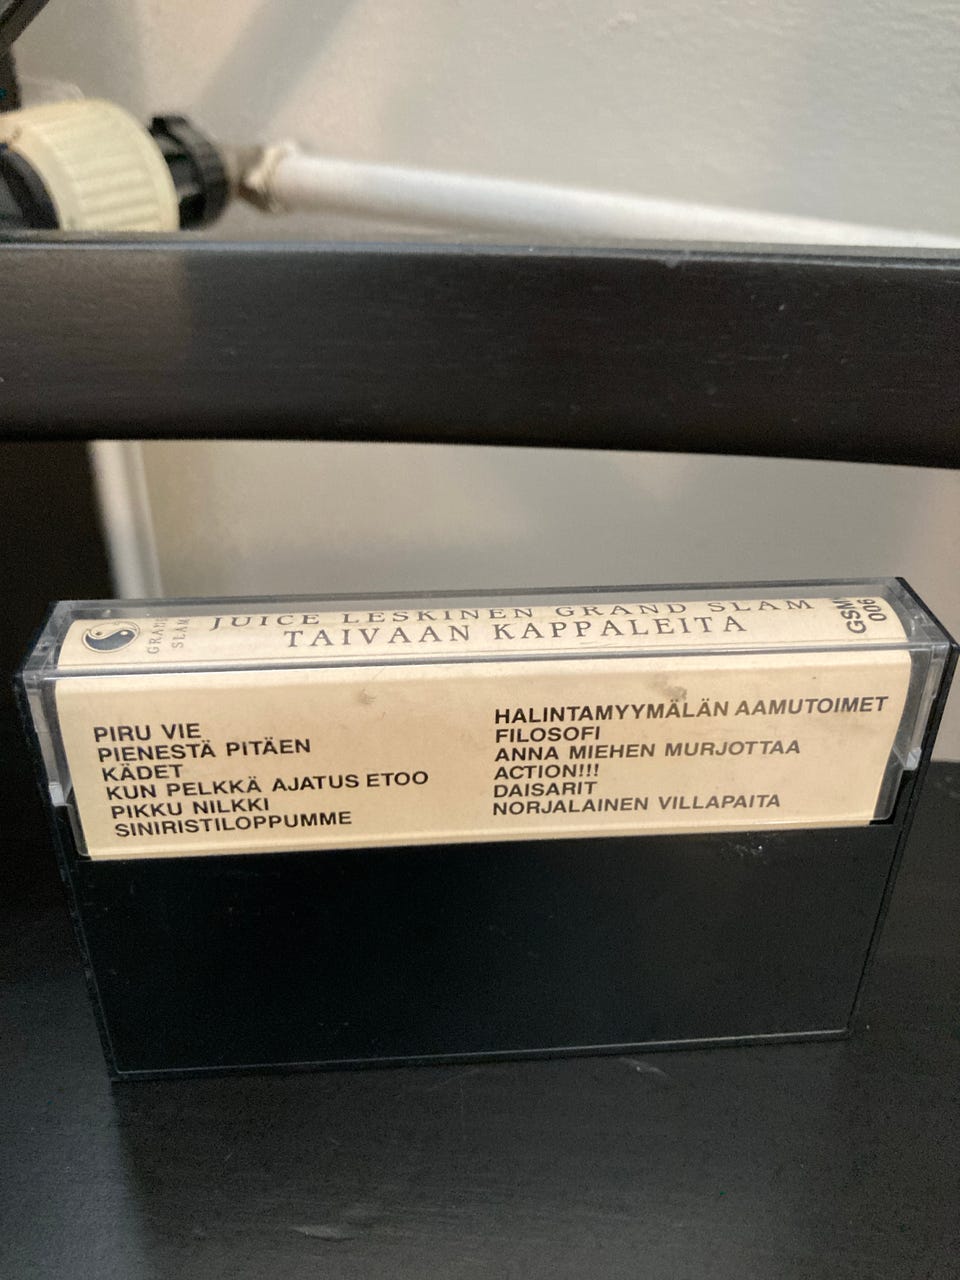 GRAND
SLAM
JUICE LESKINEN GRAND SLAM
TAIVAAN KAPPALEITA
006
PIRU VIE
PIENESTÄ PITÄEN
KÄDET
KUN PELKKÄ AJATUS ETOO
PIKKU NILKKI
SINIRISTILOPPUMME
HALINTAMYYMÄLÄN AAMUTOIMET
FILOSOFI
ANNA MIEHEN MURJOTTAA
ACTION!!!
DAISARIT
NORJALAINEN VILLAPAITA